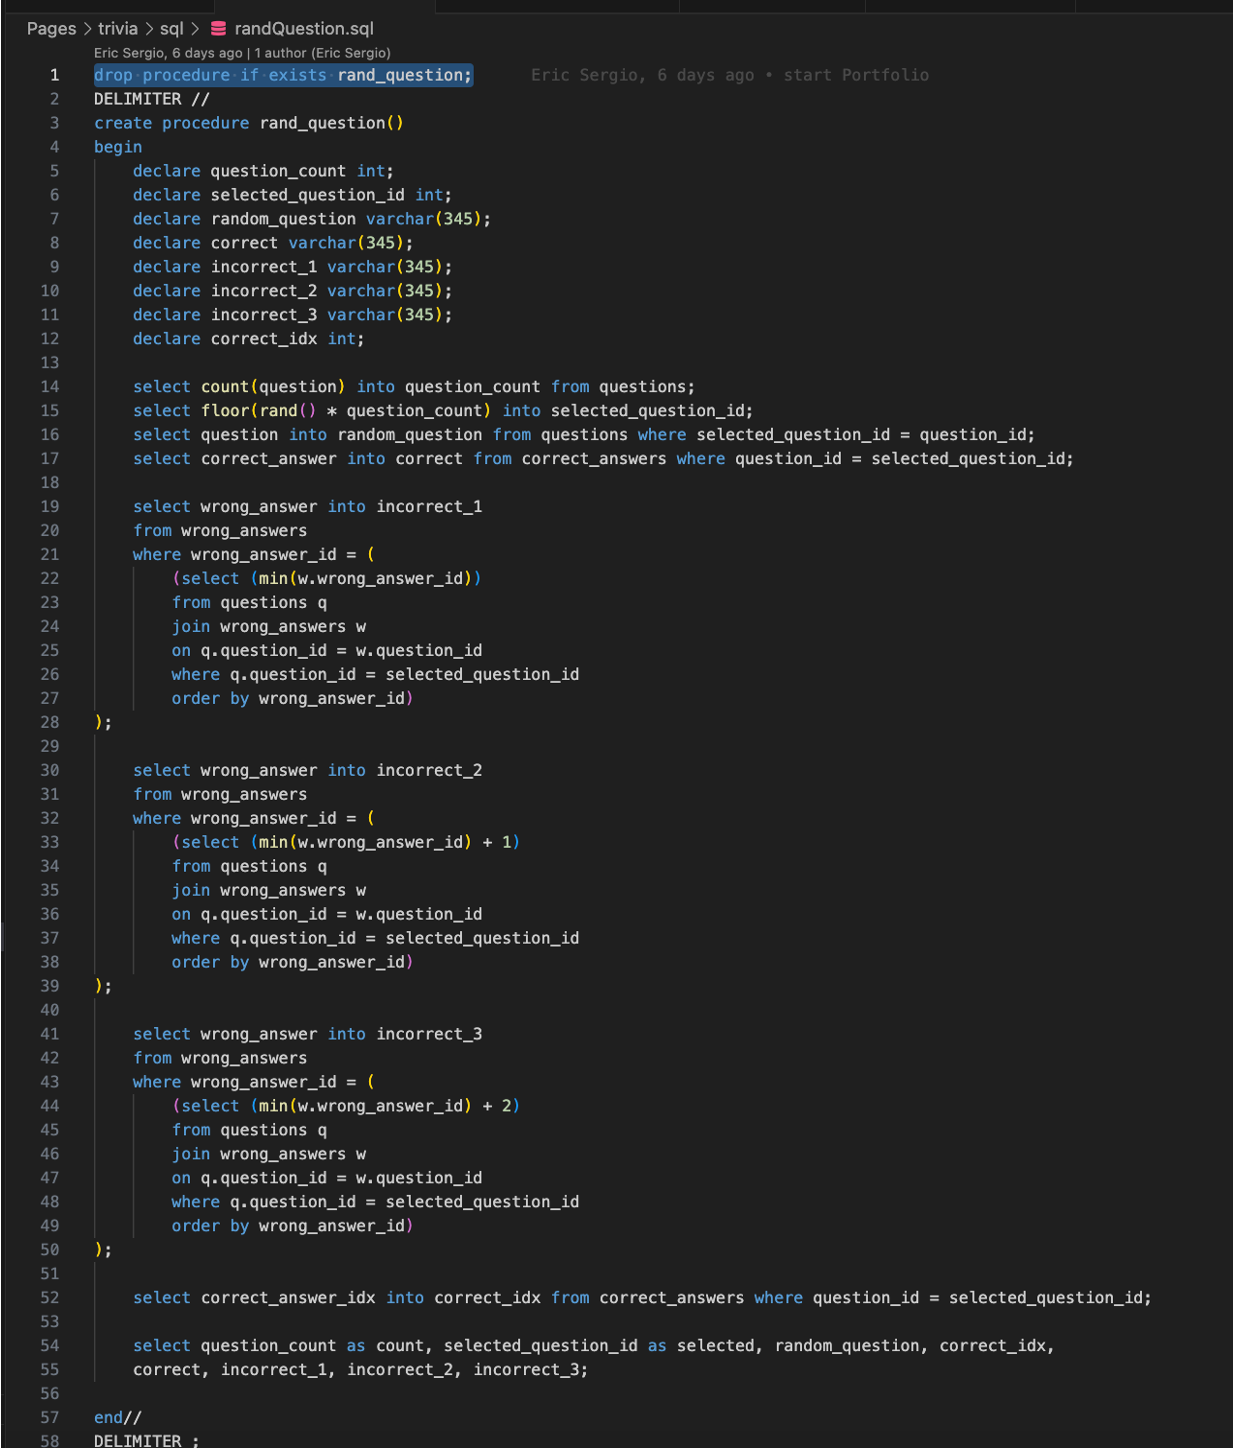 Pages > trivia > sql > randQuestion.sql
Eric Sergio, 6 days ago | 1 author (Eric Sergio)
1 drop procedure if exists rand_question; Eric Sergio, 6 days ago • start Portfolio
2 DELIMITER //
3 create procedure rand_question()
4 begin
5 declare question_count int;
6 declare selected_question_id int;
7 declare random_question varchar(345);
8 declare correct varchar(345);
9 declare incorrect_1 varchar(345);
10 declare incorrect_2 varchar(345);
11 declare incorrect_3 varchar(345);
12 declare correct_idx int;
13
14 select count(question) into question_count from questions;
15 select floor(rand() * question_count) into selected_question_id;
16 select question into random_question from questions where selected_question_id = question_id;
17 select correct_answer into correct from correct_answers where question_id = selected_question_id;
18
19 select wrong_answer into incorrect_1
20 from wrong_answers
21 where wrong_answer_id = (
22 (select (min(w.wrong_answer_id))
23 from questions q
24 join wrong_answers w
25 on q.question_id = w.question_id
26 where q.question_id = selected_question_id
27 order by wrong_answer_id)
28 );
29
30 select wrong_answer into incorrect_2
31 from wrong_answers
32 where wrong_answer_id = (
33 (select (min(w.wrong_answer_id) + 1)
34 from questions q
35 join wrong_answers w
36 on q.question_id = w.question_id
37 where q.question_id = selected_question_id
38 order by wrong_answer_id)
39 );
40
41 select wrong_answer into incorrect_3
42 from wrong_answers
43 where wrong_answer_id = (
44 (select (min(w.wrong_answer_id) + 2)
45 from questions q
46 join wrong_answers w
47 on q.question_id = w.question_id
48 where q.question_id = selected_question_id
49 order by wrong_answer_id)
50 );
51
52 select correct_answer_idx into correct_idx from correct_answers where question_id = selected_question_id;
53
54 select question_count as count, selected_question_id as selected, random_question, correct_idx,
55 correct, incorrect_1, incorrect_2, incorrect_3;
56
57 end//
58 DELIMITER ;